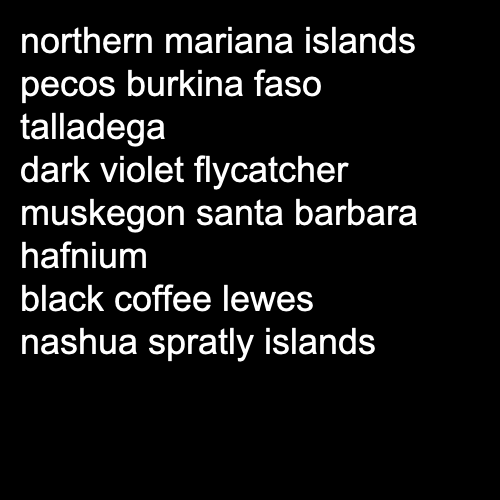 northern mariana islands
pecos burkina faso
talladega
dark violet flycatcher
muskegon santa barbara
hafnium
black coffee lewes
nashua spratly islands